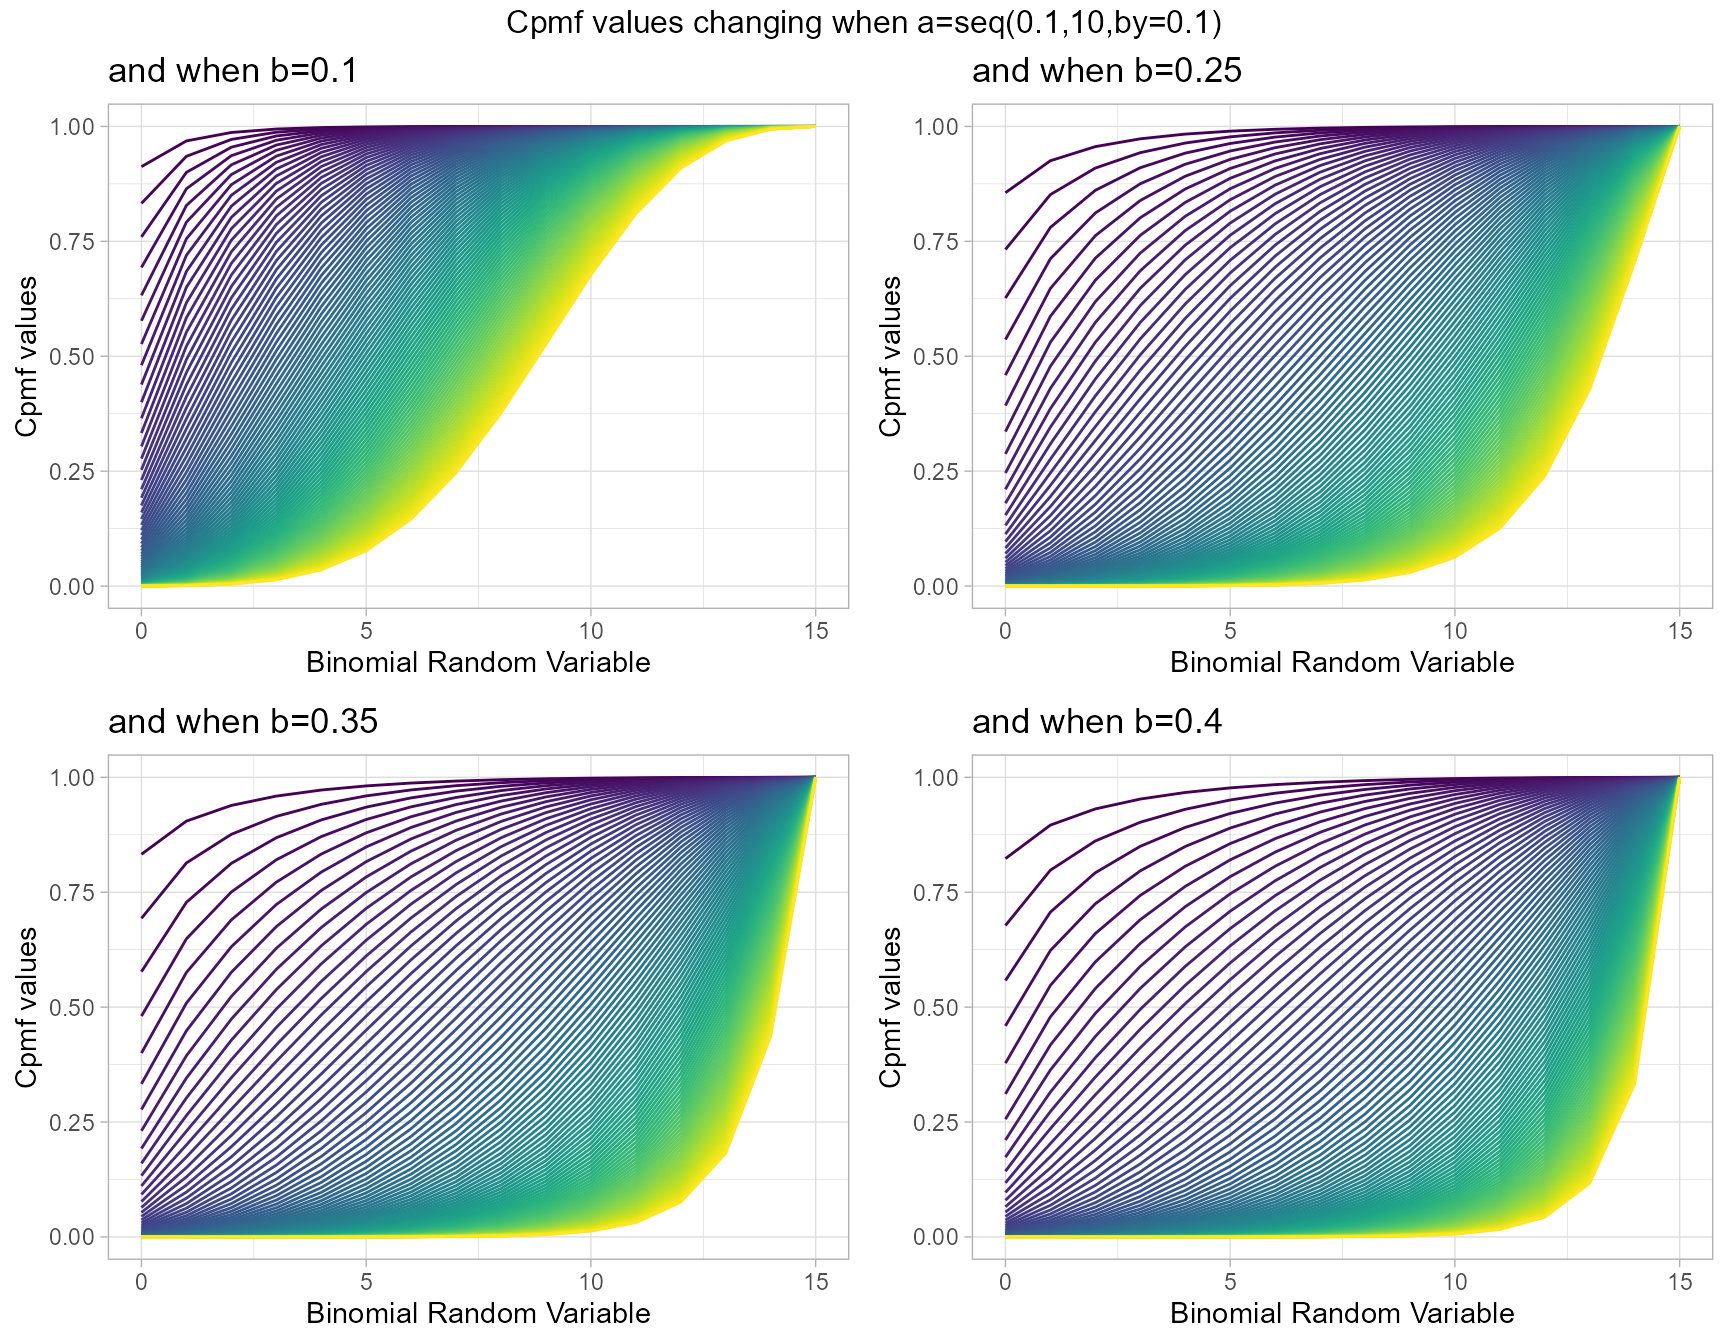 Cpmf values changing when a=seq(0.1,10,by=0.1)
and when b=0.1
1.00
0.75
0.50
0.25
0.00
Cpmf values
0 5 10 15
Binomial Random Variable
and when b=0.25
1.00
0.75
0.50
0.25
0.00
Cpmf values
0 5 10 15
Binomial Random Variable
and when b=0.35
1.00
0.75
0.50
0.25
0.00
Cpmf values
0 5 10 15
Binomial Random Variable
and when b=0.4
1.00
0.75
0.50
0.25
0.00
Cpmf values
0 5 10 15
Binomial Random Variable